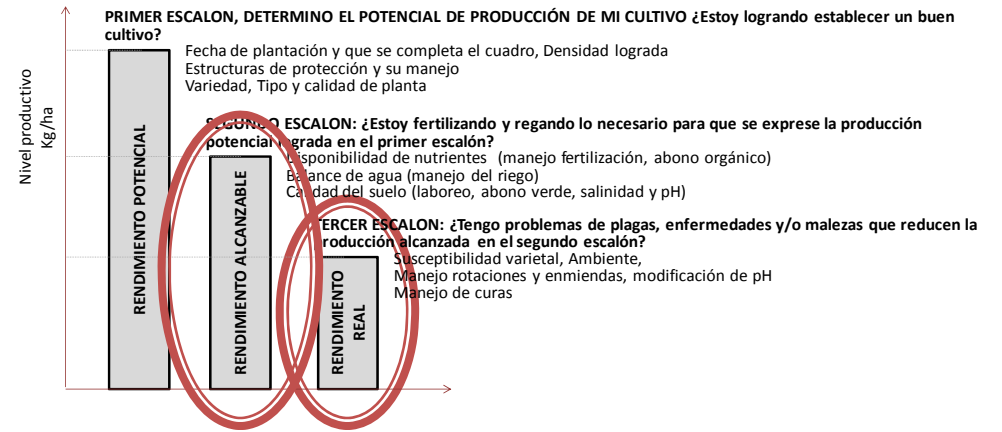 PRIMER ESCALON, DETERMINO EL POTENCIAL DE PRODUCCIÓN DE MI CULTIVO ¿Estoy logrando establecer un buen
cultivo?
Fecha de plantación y que se completa el cuadro, Densidad lograda
Estructuras de protección y su manejo
Variedad, Tipo y calidad de planta
Nivel productivo
Kg/ha
RENDIMIENTO POTENCIAL
SEGUNDO ESCALON: ¿Estoy fertilizando y regando lo necesario para que se exprese la producción
potencial lograda en el primer escalón?
Disponibilidad de nutrientes (manejo fertilización, abono orgánico)
Balance de agua (manejo del riego)
Calidad del suelo (laboreo, abono verde, salinidad y pH)
RENDIMIENTO ALCANZABLE
TERCER ESCALON: ¿Tengo problemas de plagas, enfermedades y/o malezas que reducen la
producción alcanzada en el segundo escalón?
Susceptibilidad varietal, Ambiente,
Manejo rotaciones y enmiendas, modificación de pH
Manejo de curas
RENDIMIENTO
REAL